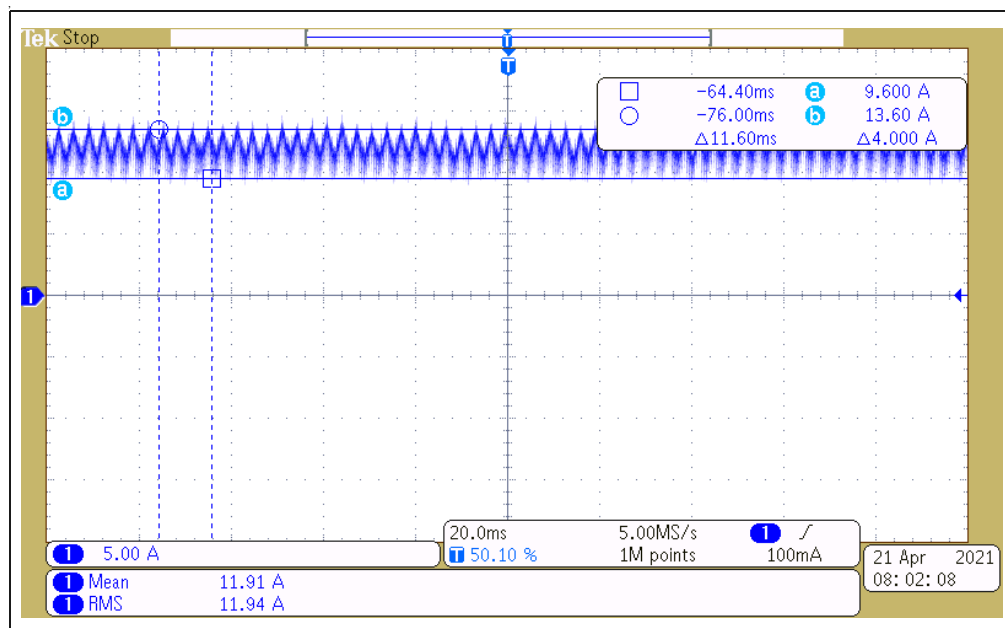 Tek Stop
T
T
−64.40ms a 9.600 A
−76.00ms b 13.60 A
Δ11.60ms Δ4.000 A
b
a
1
1 5.00 A
20.0ms 5.00MS/s 1
T 50.10 % 1M points 100mA
1 Mean 11.91 A
1 RMS 11.94 A
21 Apr 2021
08:02:08